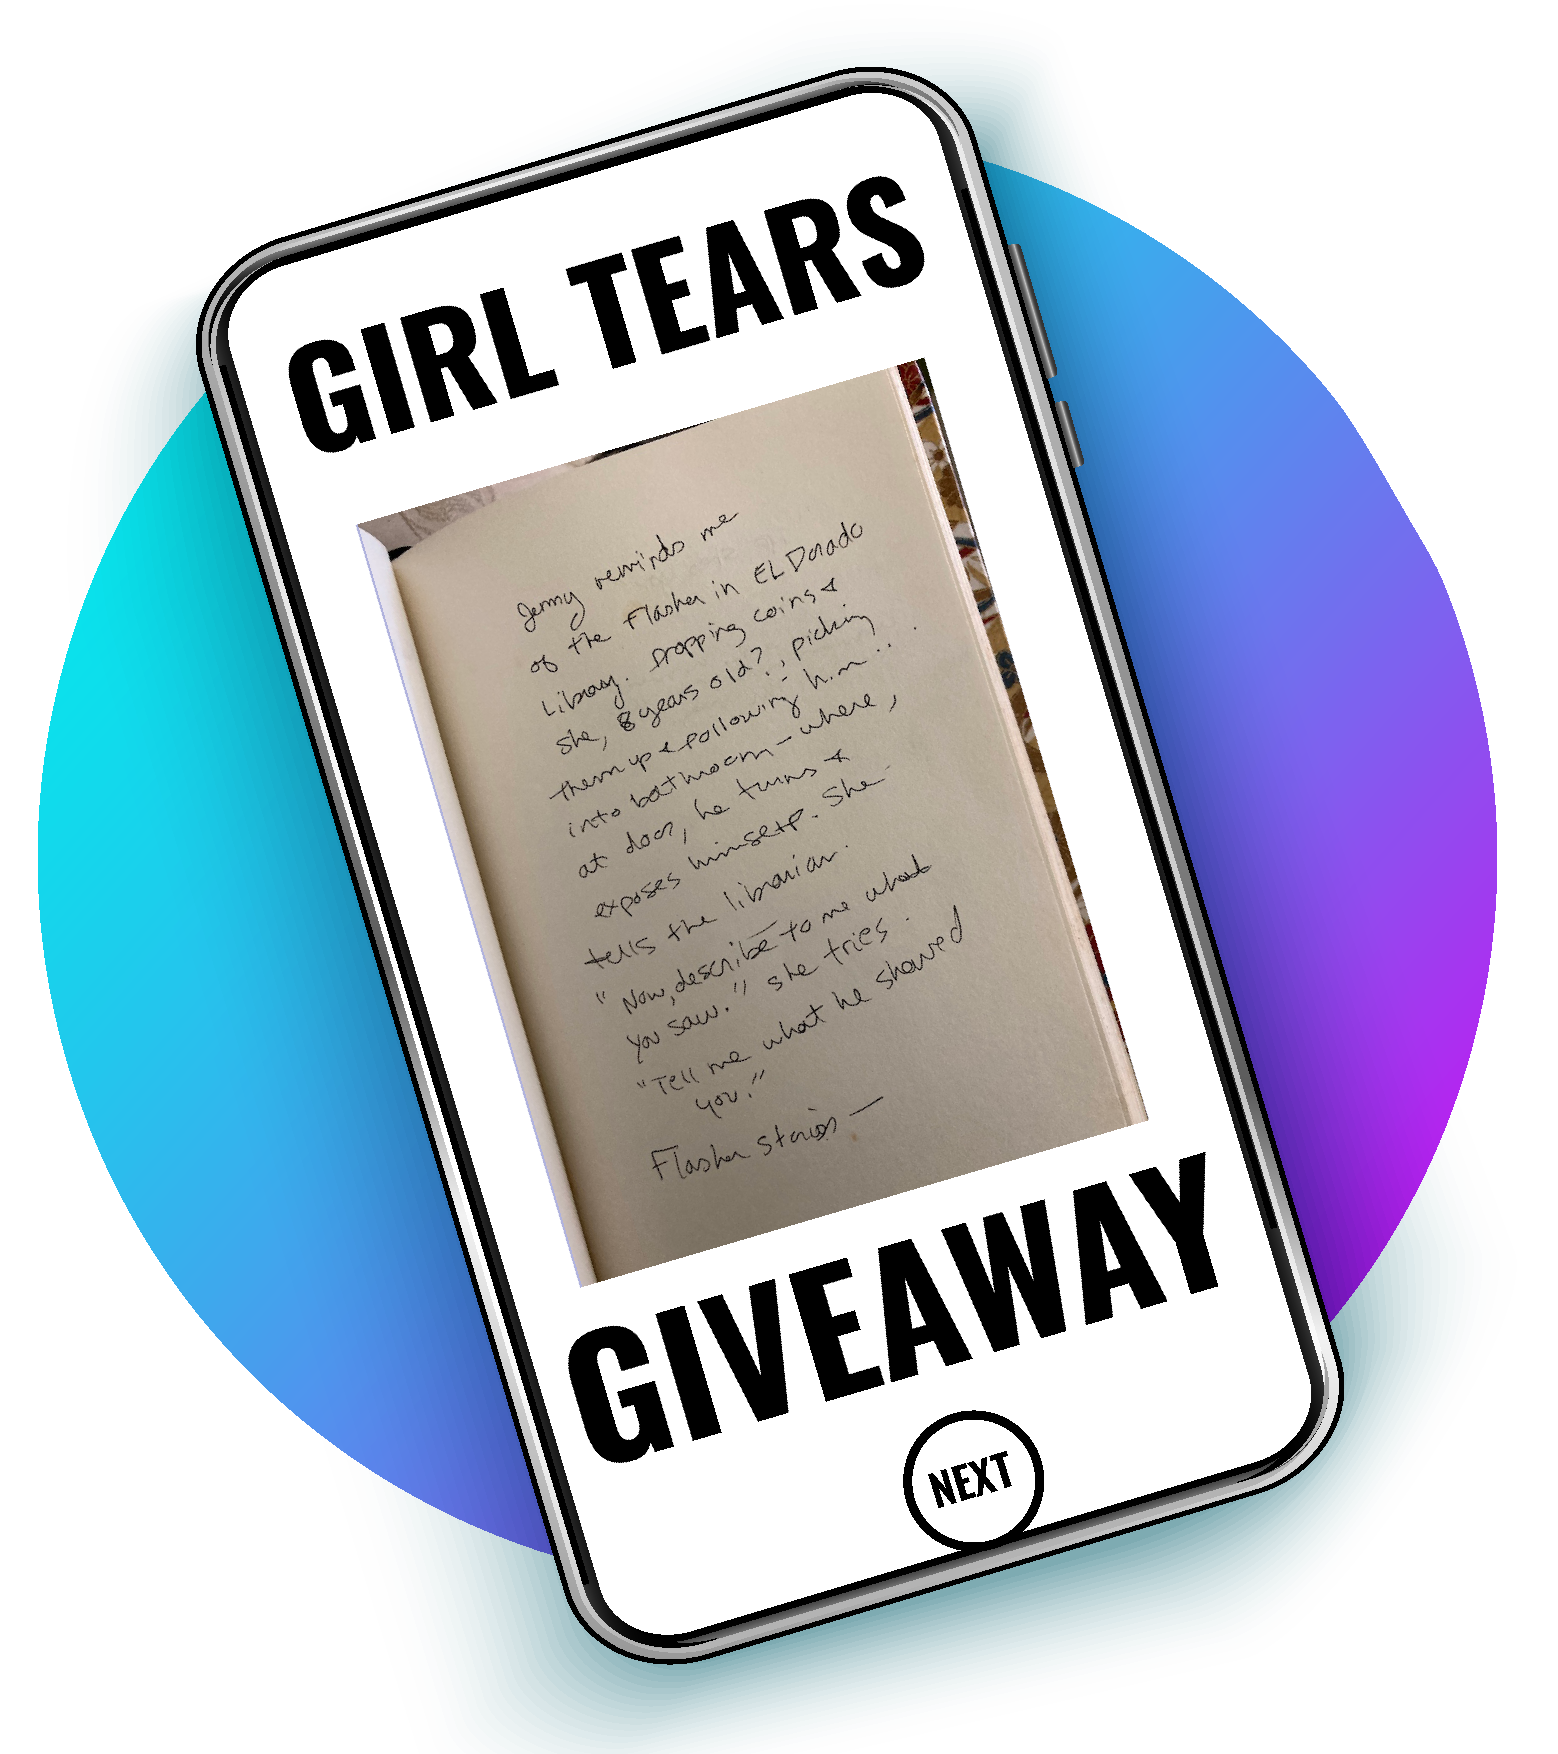 GIRL TEARS
Jenny reminds me
of the Flasher in EL Dorado
Library. Dropping coins &
she, 8 years old?, picking
them up & following him...
into bathroom - where,
at door, he turns &
exposes himself. She
tells the librarian.
"Now, describe to me what
you saw." she tries.
"Tell me what he showed
you."
Flasher stories —
GIVEAWAY
NEXT